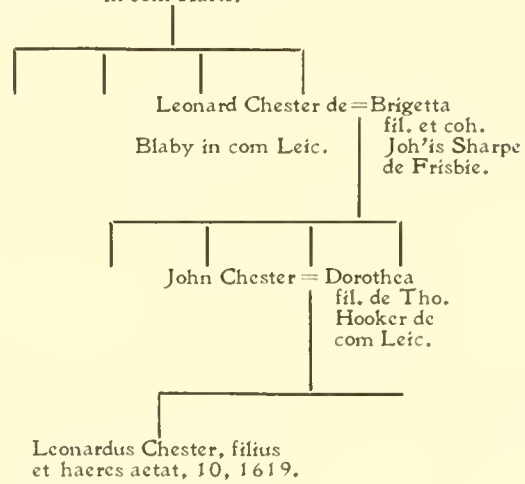 Leonard Chester de = Brigetta
fil. et coh.
Blaby in com Leic. Joh'is Sharpe
de Frisbie.
John Chester = Dorothea
fil. de Tho.
Hooker de
com Leic.
Leonardus Chester, filius
et haeres aetat, 10, 1619.